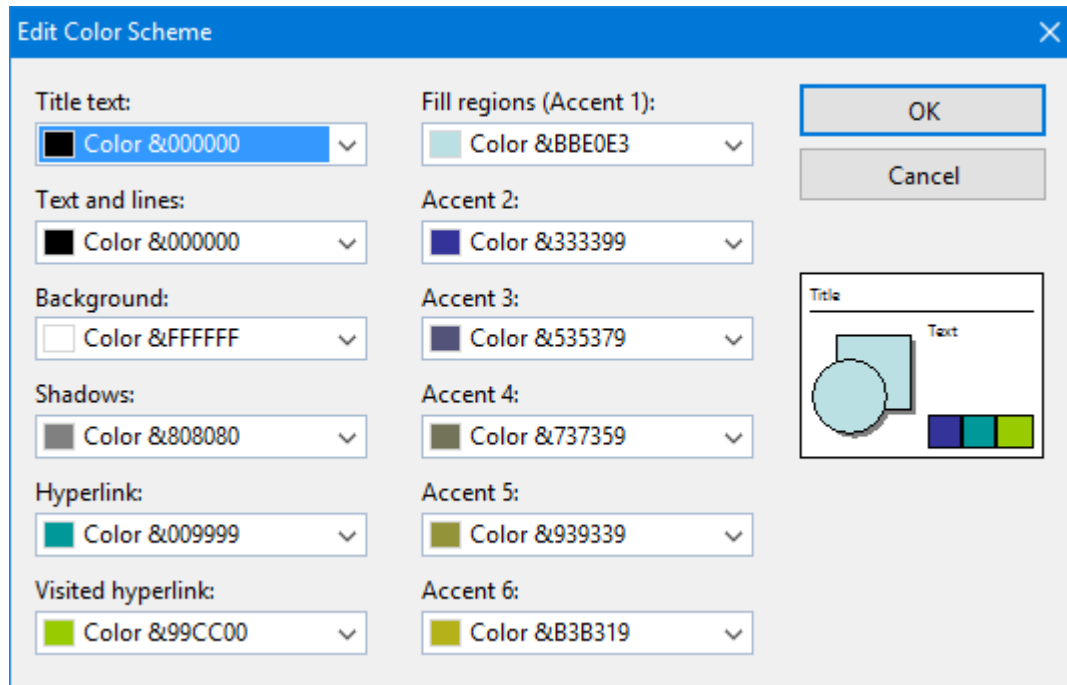 Edit Color Scheme
Title text:
Color &000000
Text and lines:
Color &000000
Background:
Color &FFFFFF
Shadows:
Color &808080
Hyperlink:
Color &009999
Visited hyperlink:
Color &99CC00
Fill regions (Accent 1):
Color &BBE0E3
Accent 2:
Color &333399
Accent 3:
Color &535379
Accent 4:
Color &737359
Accent 5:
Color &939339
Accent 6:
Color &B3B319
OK
Cancel
Title
Text